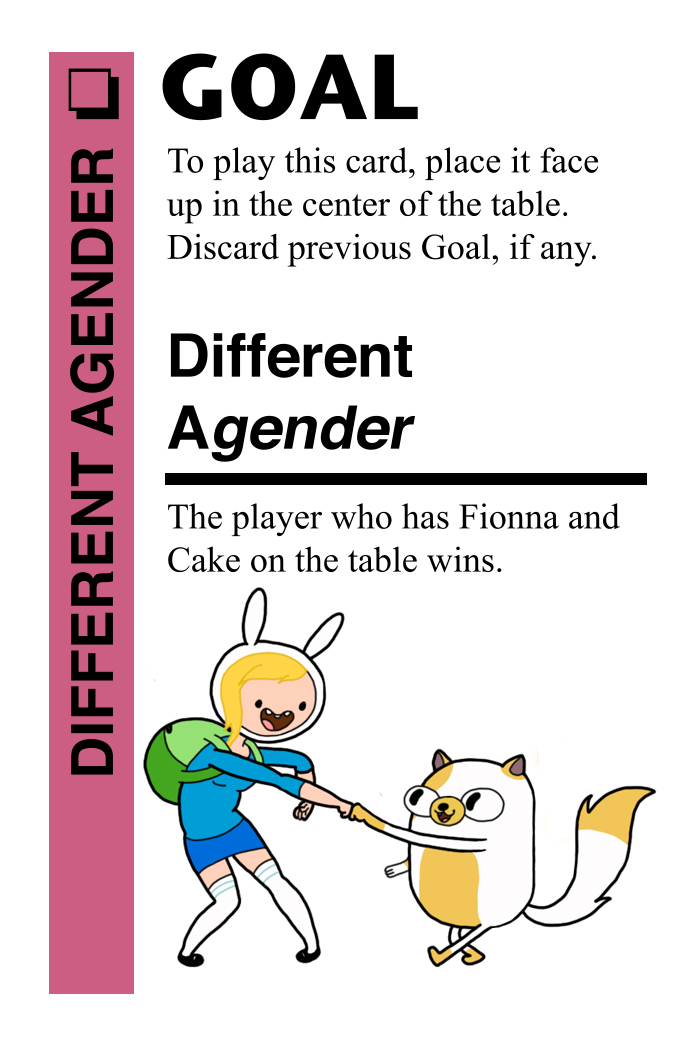 DIFFERENT AGENDER
GOAL
To play this card, place it face
up in the center of the table.
Discard previous Goal, if any.
Different
Agender
The player who has Fionna and
Cake on the table wins.